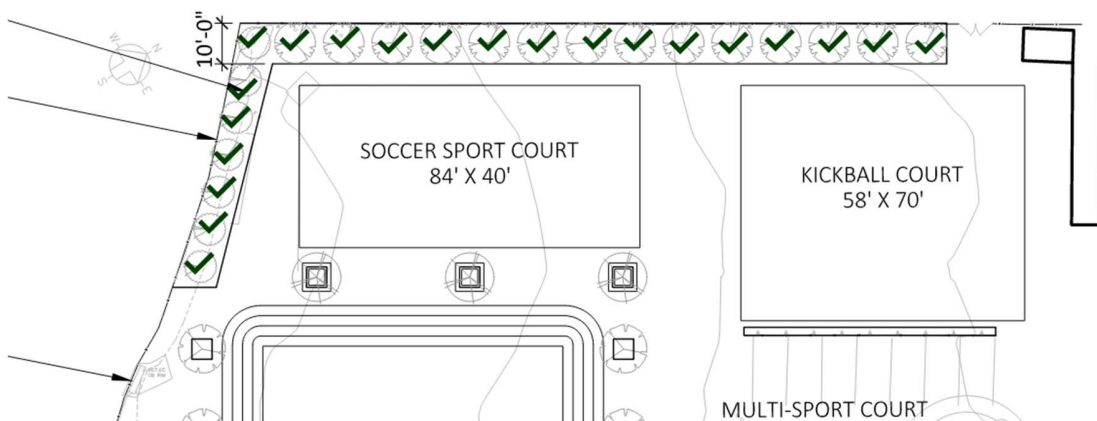 10'-0"
N
S
E
SOCCER SPORT COURT
84' X 40'
KICKBALL COURT
58' X 70'
MULTI-SPORT COURT